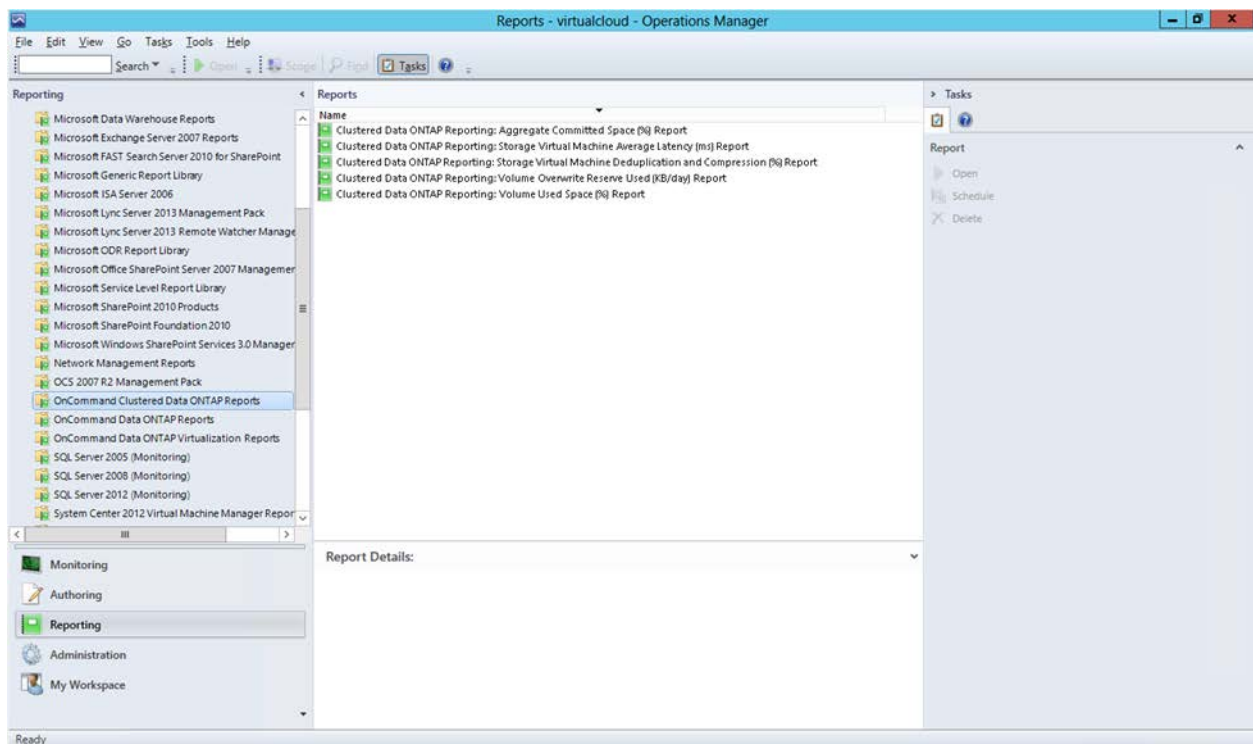 Reports - virtualcloud - Operations Manager
File Edit View Go Tasks Tools Help
Search Open Scope Find Tasks
Reporting
Microsoft Data Warehouse Reports
Microsoft Exchange Server 2007 Reports
Microsoft FAST Search Server 2010 for SharePoint
Microsoft Generic Report Library
Microsoft ISA Server 2006
Microsoft Lync Server 2013 Management Pack
Microsoft Lync Server 2013 Remote Watcher Manage
Microsoft ODR Report Library
Microsoft Office SharePoint Server 2007 Managemer
Microsoft Service Level Report Library
Microsoft SharePoint 2010 Products
Microsoft SharePoint Foundation 2010
Microsoft Windows SharePoint Services 3.0 Manager
Network Management Reports
OCS 2007 R2 Management Pack
OnCommand Clustered Data ONTAP Reports
OnCommand Data ONTAP Reports
OnCommand Data ONTAP Virtualization Reports
SQL Server 2005 (Monitoring)
SQL Server 2008 (Monitoring)
SQL Server 2012 (Monitoring)
System Center 2012 Virtual Machine Manager Repor
Monitoring
Authoring
Reporting
Administration
My Workspace
Reports
Name
Clustered Data ONTAP Reporting: Aggregate Committed Space (%) Report
Clustered Data ONTAP Reporting: Storage Virtual Machine Average Latency (ms) Report
Clustered Data ONTAP Reporting: Storage Virtual Machine Deduplication and Compression (%) Report
Clustered Data ONTAP Reporting: Volume Overwrite Reserve Used (KB/day) Report
Clustered Data ONTAP Reporting: Volume Used Space (%) Report
Report Details:
Tasks
Report
Open
Schedule
Delete
Ready